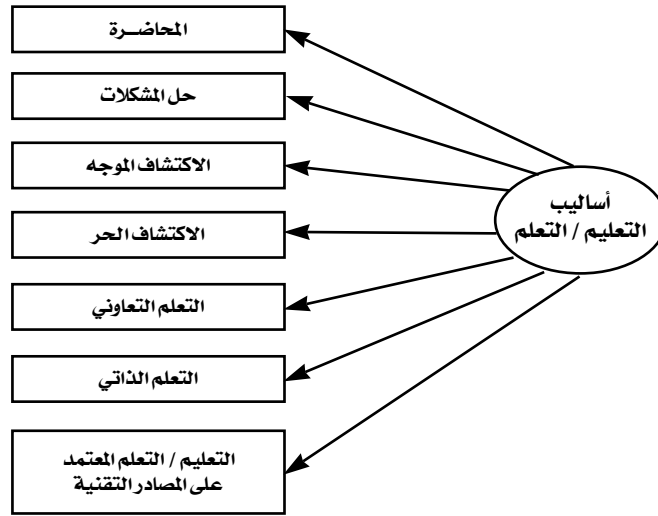 أساليب
التعليم / التعلم
المحاضــرة
حل المشكلات
الاكتشاف الموجه
الاكتشاف الحر
التعلم التعاوني
التعلم الذاتي
التعليم / التعلم المعتمد
على المصادر التقنية